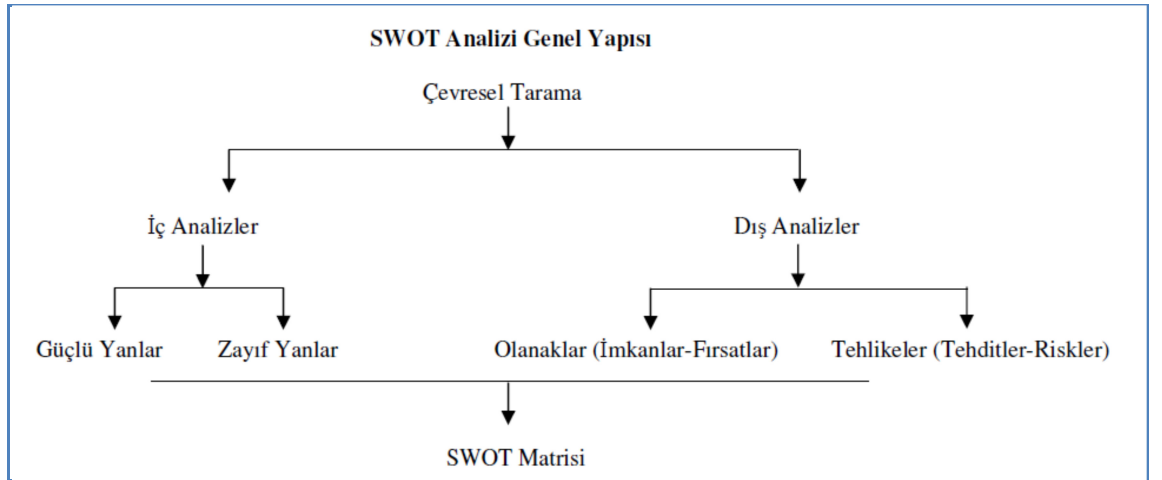 SWOT Analizi Genel Yapısı
Çevresel Tarama
İç Analizler
Dış Analizler
Güçlü Yanlar
Zayıf Yanlar
Olanaklar (İmkanlar-Fırsatlar)
Tehlikeler (Tehditler-Riskler)
SWOT Matrisi